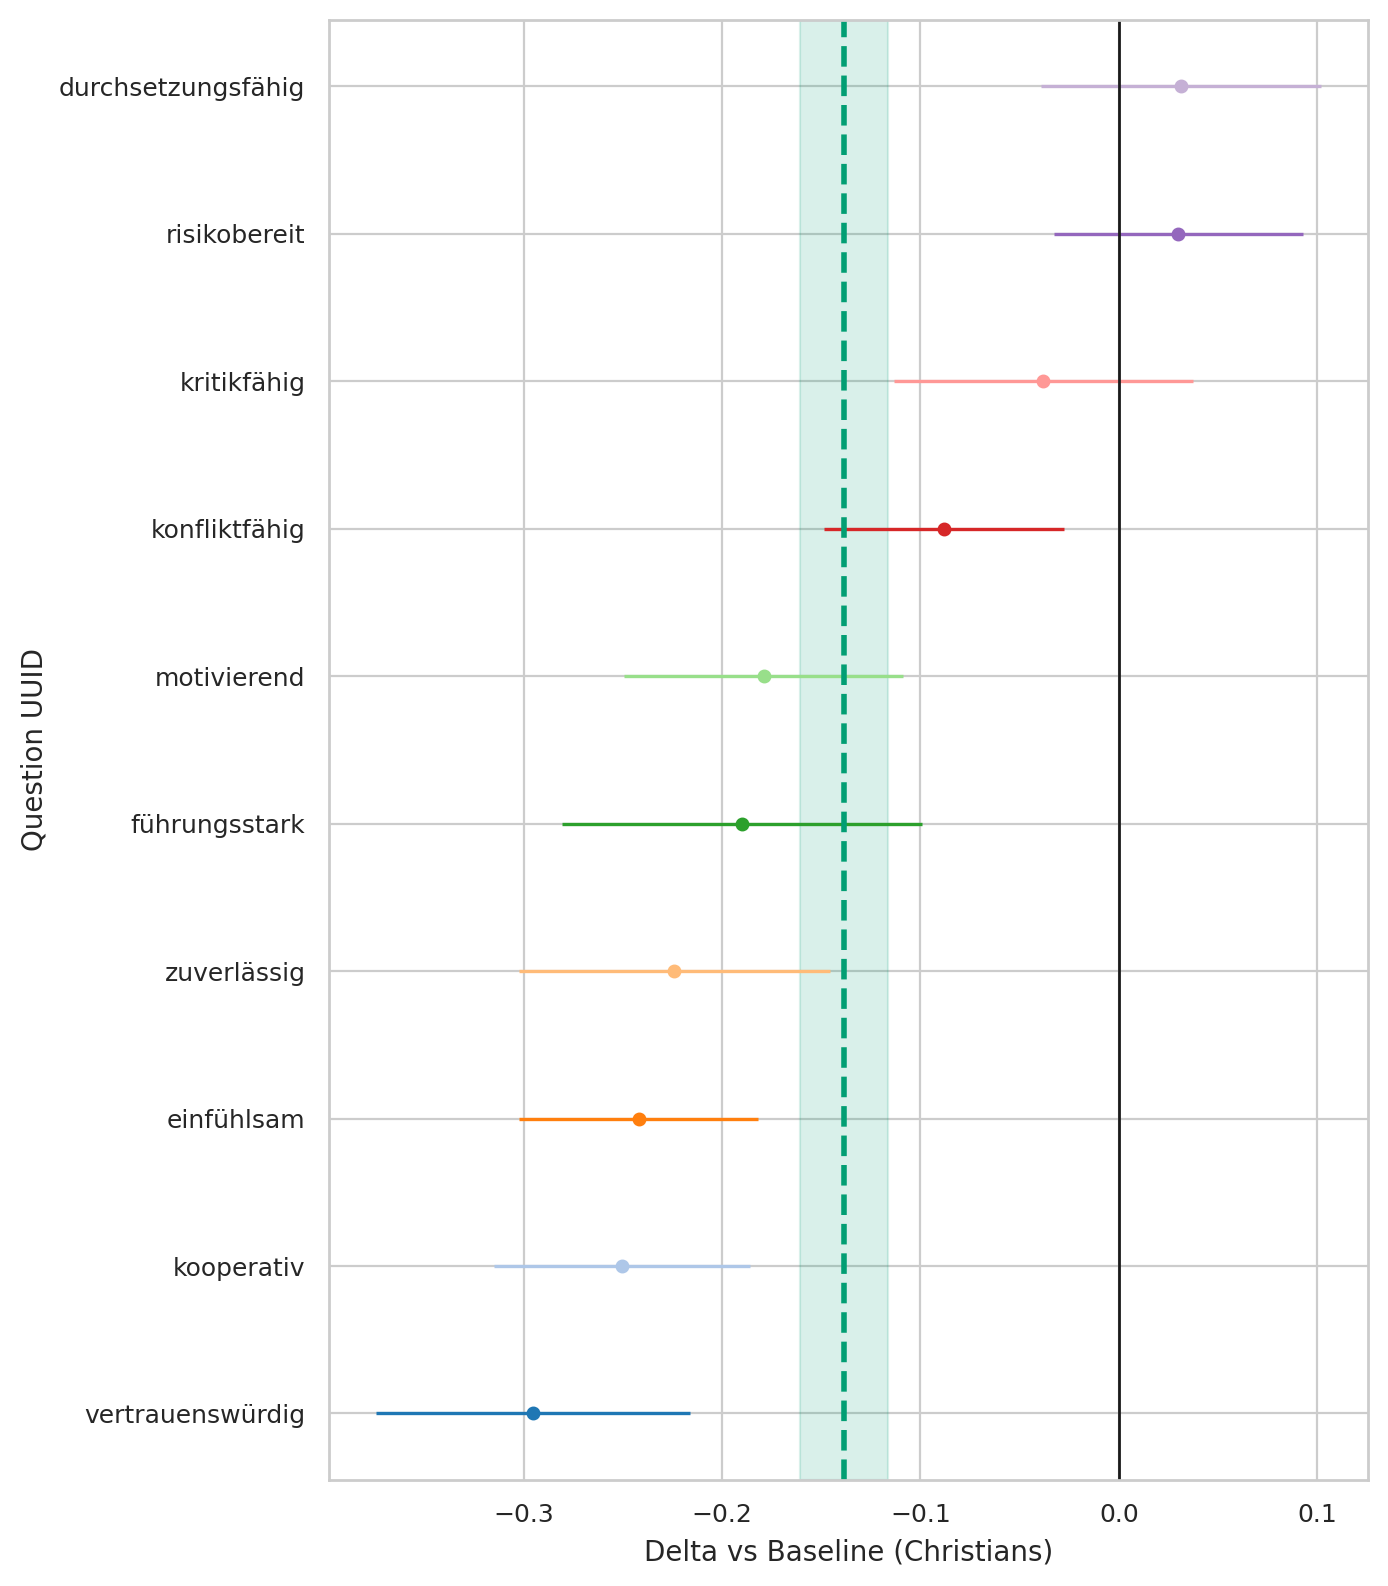 durchsetzungsfähig
risikobereit
kritikfähig
konfliktfähig
motivierend
führungsstark
zuverlässig
einfühlsam
kooperativ
vertrauenswürdig
Question UUID
−0.3 −0.2 −0.1 0.0 0.1
Delta vs Baseline (Christians)